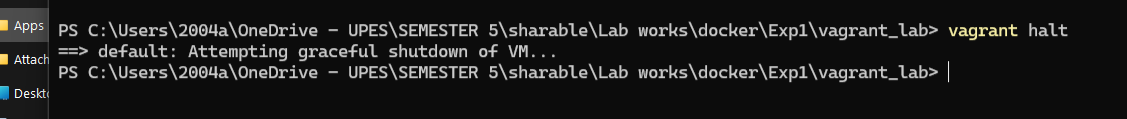 Apps
PS C:\Users\2004a\OneDrive - UPES\SEMESTER 5\sharable\Lab works\docker\Exp1\vagrant_lab> vagrant halt
==> default: Attempting graceful shutdown of VM...
Attach
PS C:\Users\2004a\OneDrive - UPES\SEMESTER 5\sharable\Lab works\docker\Exp1\vagrant_lab>